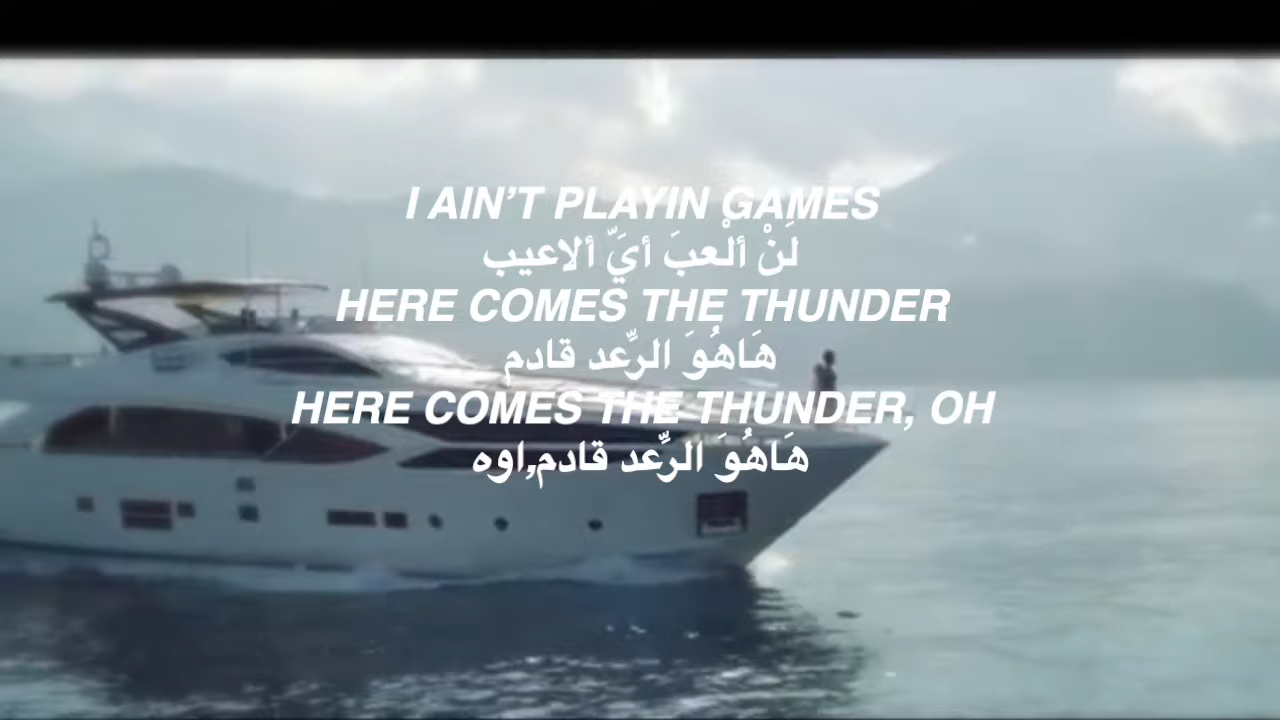 I AIN’T PLAYIN GAMES
لَنْ ألْعبَ أيَّ ألاعيب
HERE COMES THE THUNDER
هَاهُوَ الرِّعد قادم
HERE COMES THE THUNDER, OH
هَاهُوَ الرِّعد قادم,اوه